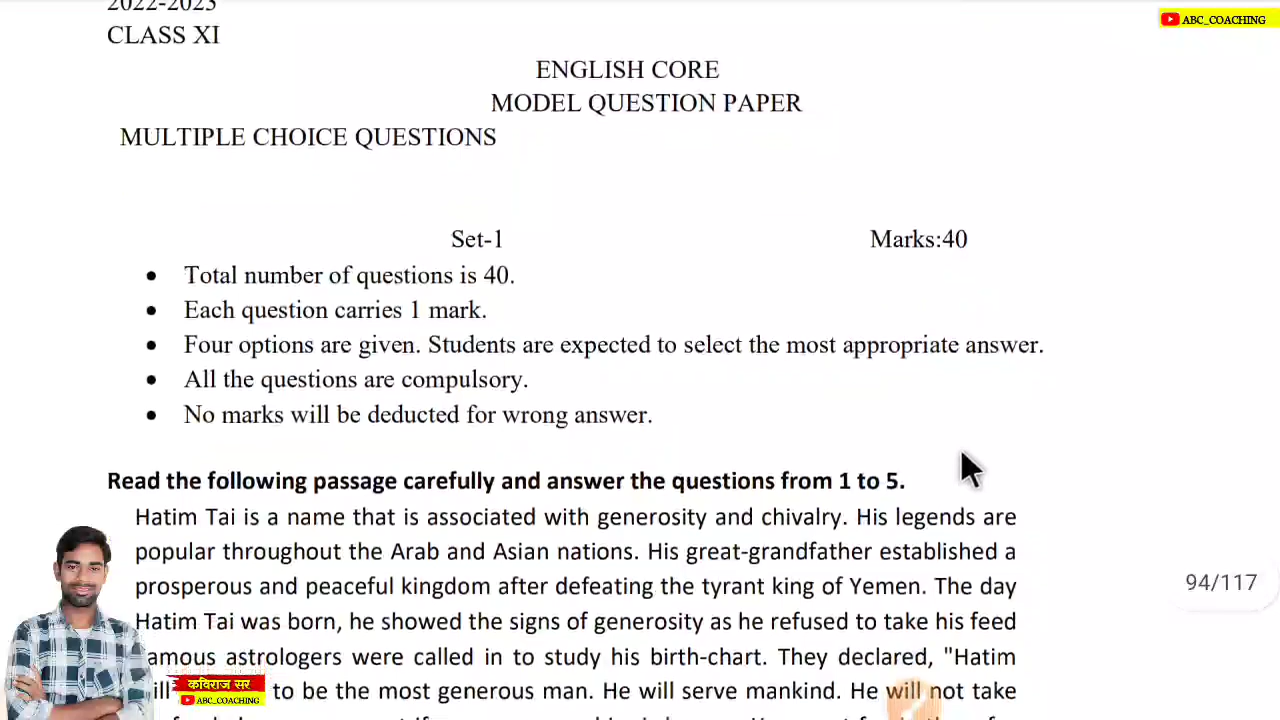 2022-2023
ABC_COACHING
CLASS XI
ENGLISH CORE
MODEL QUESTION PAPER
MULTIPLE CHOICE QUESTIONS
Set-1 Marks:40
• Total number of questions is 40.
• Each question carries 1 mark.
• Four options are given. Students are expected to select the most appropriate answer.
• All the questions are compulsory.
• No marks will be deducted for wrong answer.
Read the following passage carefully and answer the questions from 1 to 5.
Hatim Tai is a name that is associated with generosity and chivalry. His legends are
popular throughout the Arab and Asian nations. His great-grandfather established a
prosperous and peaceful kingdom after defeating the tyrant king of Yemen. The day
94/117
Hatim Tai was born, he showed the signs of generosity as he refused to take his feed
amous astrologers were called in to study his birth-chart. They declared, "Hatim
to be the most generous man. He will serve mankind. He will not take
कविराज सर
ABC_COACHING